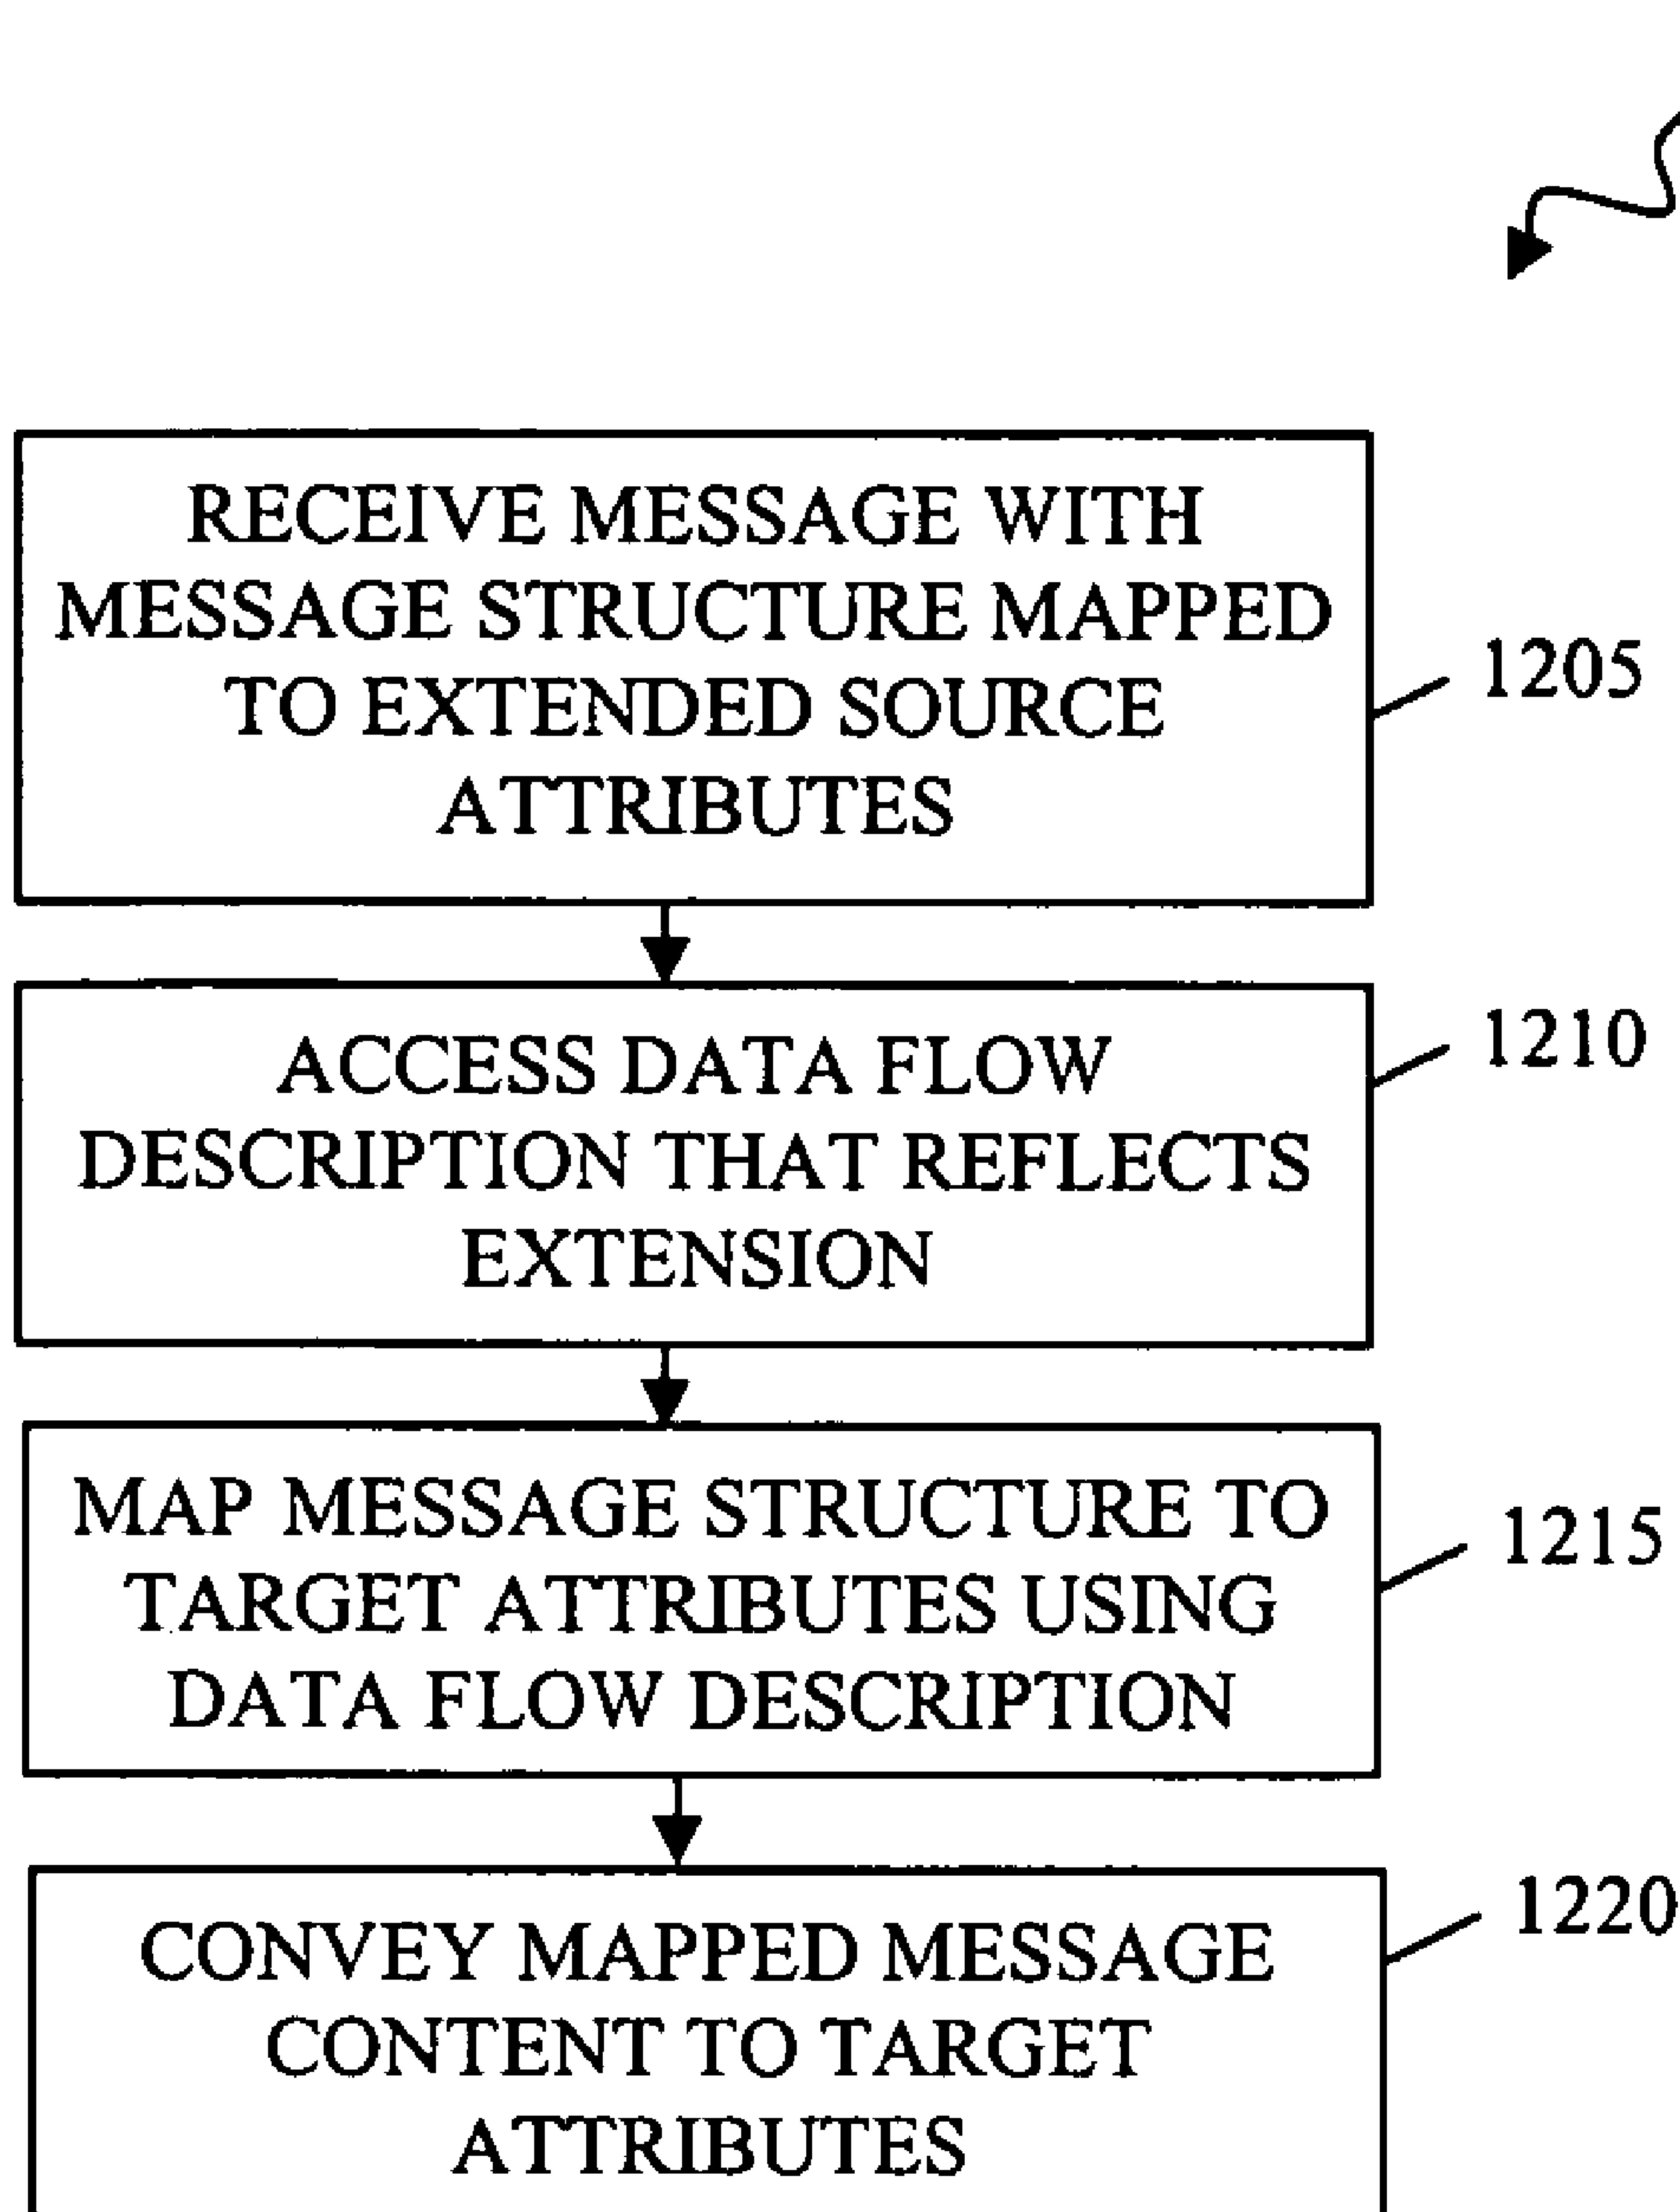 RECEIVE MESSAGE WITH
MESSAGE STRUCTURE MAPPED
TO EXTENDED SOURCE
ATTRIBUTES
1205
ACCESS DATA FLOW
DESCRIPTION THAT REFLECTS
EXTENSION
1210
MAP MESSAGE STRUCTURE TO
TARGET ATTRIBUTES USING
DATA FLOW DESCRIPTION
1215
CONVEY MAPPED MESSAGE
CONTENT TO TARGET
ATTRIBUTES
1220